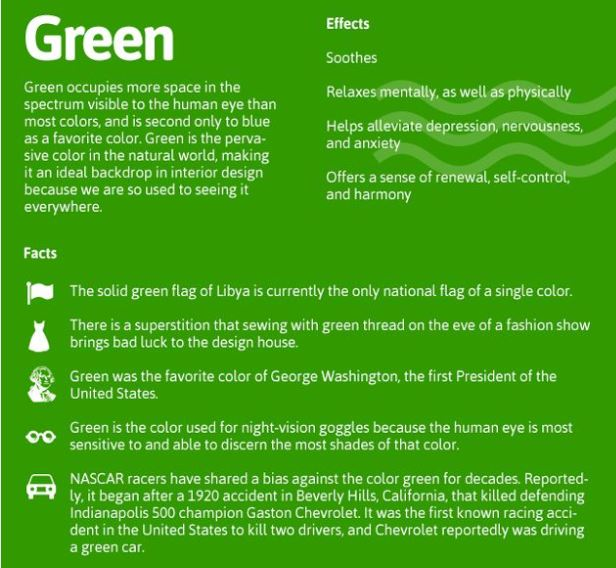 Green
Green occupies more space in the
spectrum visible to the human eye than
most colors, and is second only to blue
as a favorite color. Green is the perva-
sive color in the natural world, making
it an ideal backdrop in interior design
because we are so used to seeing it
everywhere.
Effects
Soothes
Relaxes mentally, as well as physically
Helps alleviate depression, nervousness,
and anxiety
Offers a sense of renewal, self-control,
and harmony
Facts
The solid green flag of Libya is currently the only national flag of a single color.
There is a superstition that sewing with green thread on the eve of a fashion show
brings bad luck to the design house.
Green was the favorite color of George Washington, the first President of the
United States.
Green is the color used for night-vision goggles because the human eye is most
sensitive to and able to discern the most shades of that color.
NASCAR racers have shared a bias against the color green for decades. Reported-
ly, it began after a 1920 accident in Beverly Hills, California, that killed defending
Indianapolis 500 champion Gaston Chevrolet. It was the first known racing acci-
dent in the United States to kill two drivers, and Chevrolet reportedly was driving
a green car.